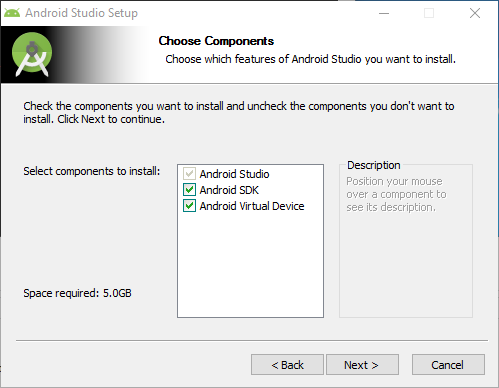 Android Studio Setup
Choose Components
Choose which features of Android Studio you want to install.
Check the components you want to install and uncheck the components you don't want to
install. Click Next to continue.
Select components to install:
Android Studio
Android SDK
Android Virtual Device
Description
Position your mouse
over a component to
see its description.
Space required: 5.0GB
< Back
Next >
Cancel